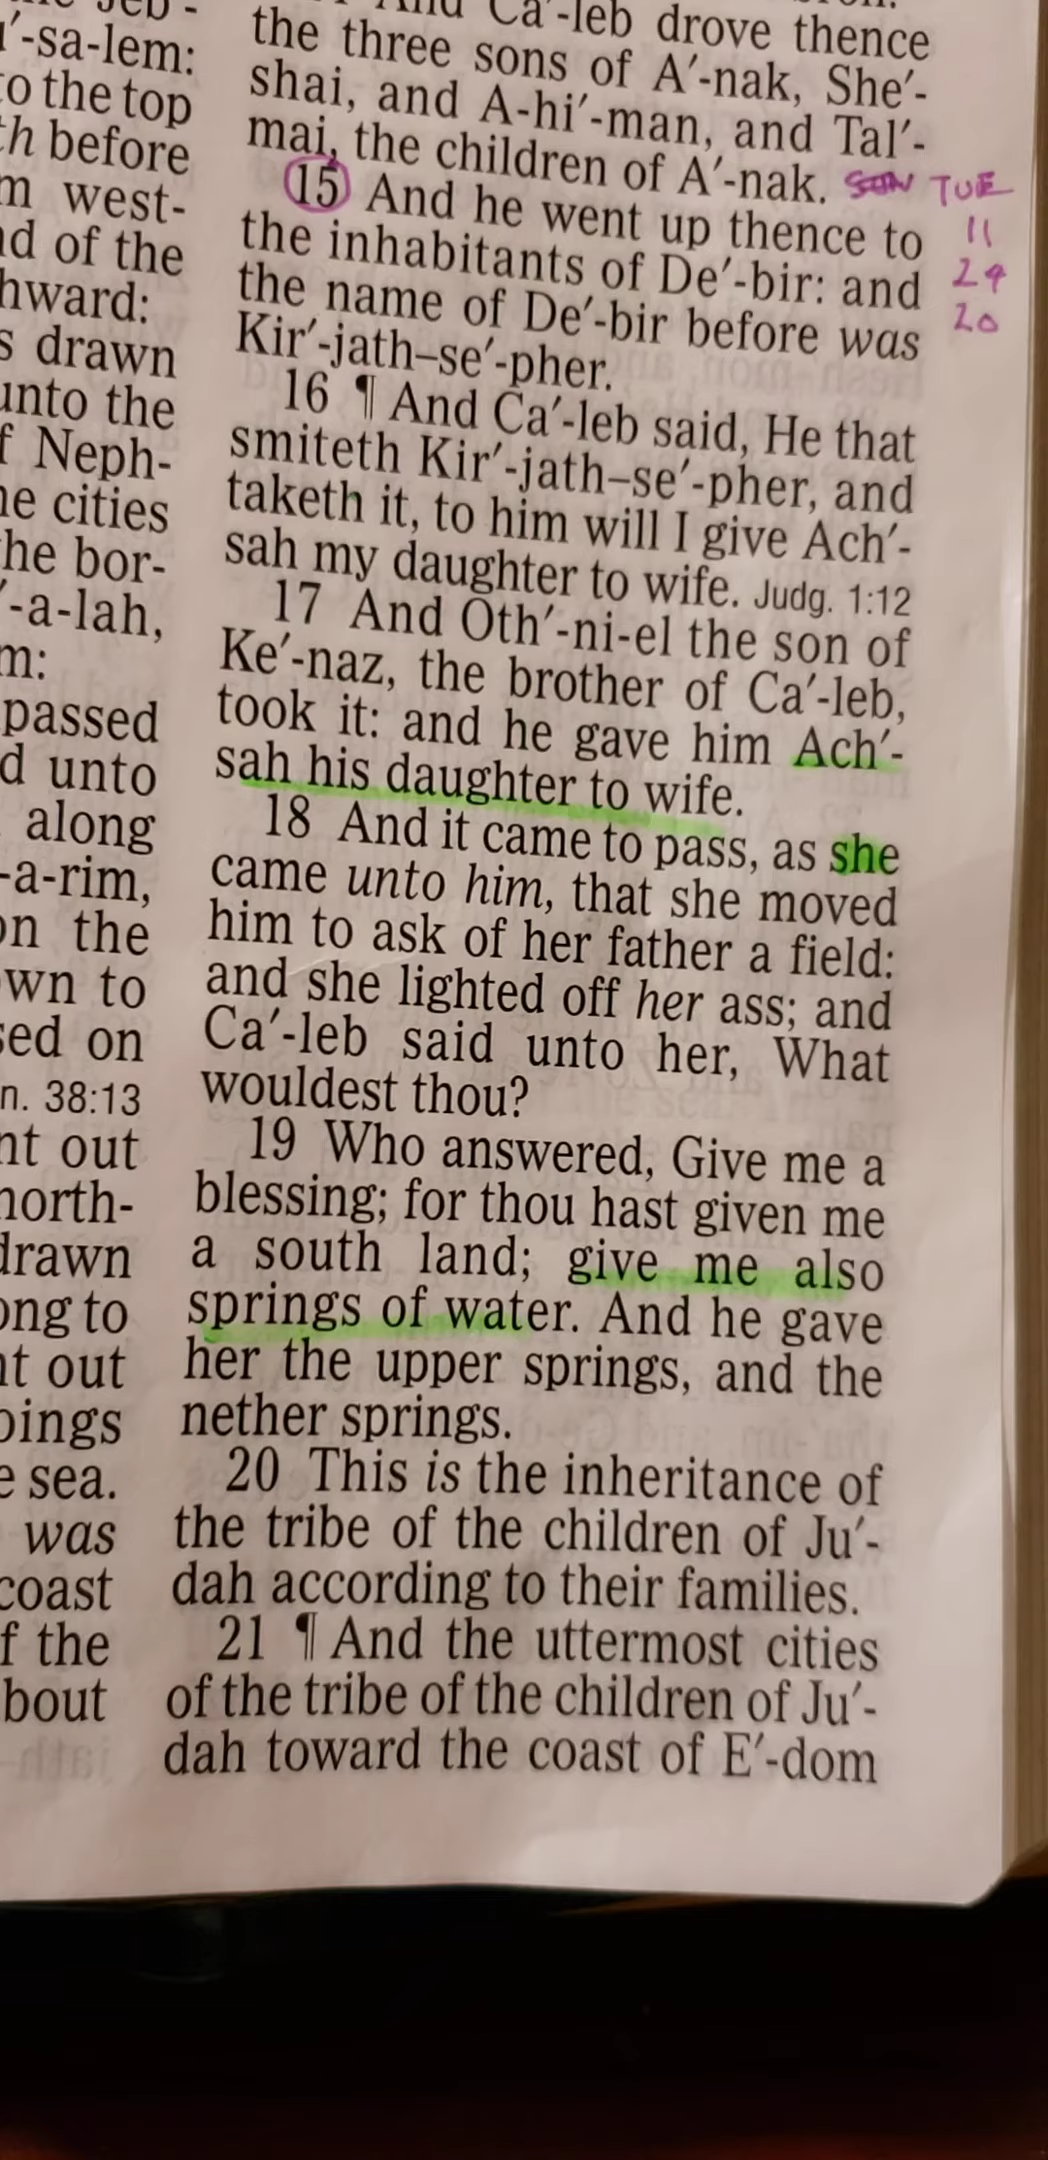 i'-sa-lem:
to the top
th before
m west-
nd of the
hward:
s drawn
unto the
f Neph-
he cities
the bor-
'-a-lah,
m:
passed
d unto
along
-a-rim,
on the
own to
sed on
n. 38:13
nt out
north-
drawn
ong to
nt out
oings
e sea.
was
coast
f the
bout
Ca'-leb drove thence
the three sons of A'-nak, She'-
shai, and A-hi'-man, and Tal'-
mai, the children of A'-nak.
15 And he went up thence to
the inhabitants of De'-bir: and
the name of De'-bir before was
Kir'-jath–se'-pher.
16 ¶ And Ca'-leb said, He that
smiteth Kir'-jath–se'-pher, and
taketh it, to him will I give Ach'-
sah my daughter to wife. Judg. 1:12
17 And Oth'-ni-el the son of
Ke'-naz, the brother of Ca'-leb,
took it: and he gave him Ach'-
sah his daughter to wife.
18 And it came to pass, as she
came unto him, that she moved
him to ask of her father a field:
and she lighted off her ass; and
Ca'-leb said unto her, What
wouldest thou?
19 Who answered, Give me a
blessing; for thou hast given me
a south land; give me also
springs of water. And he gave
her the upper springs, and the
nether springs.
20 This is the inheritance of
the tribe of the children of Ju'-
dah according to their families.
21 ¶ And the uttermost cities
of the tribe of the children of Ju'-
dah toward the coast of E'-dom
TUE
11
24
20